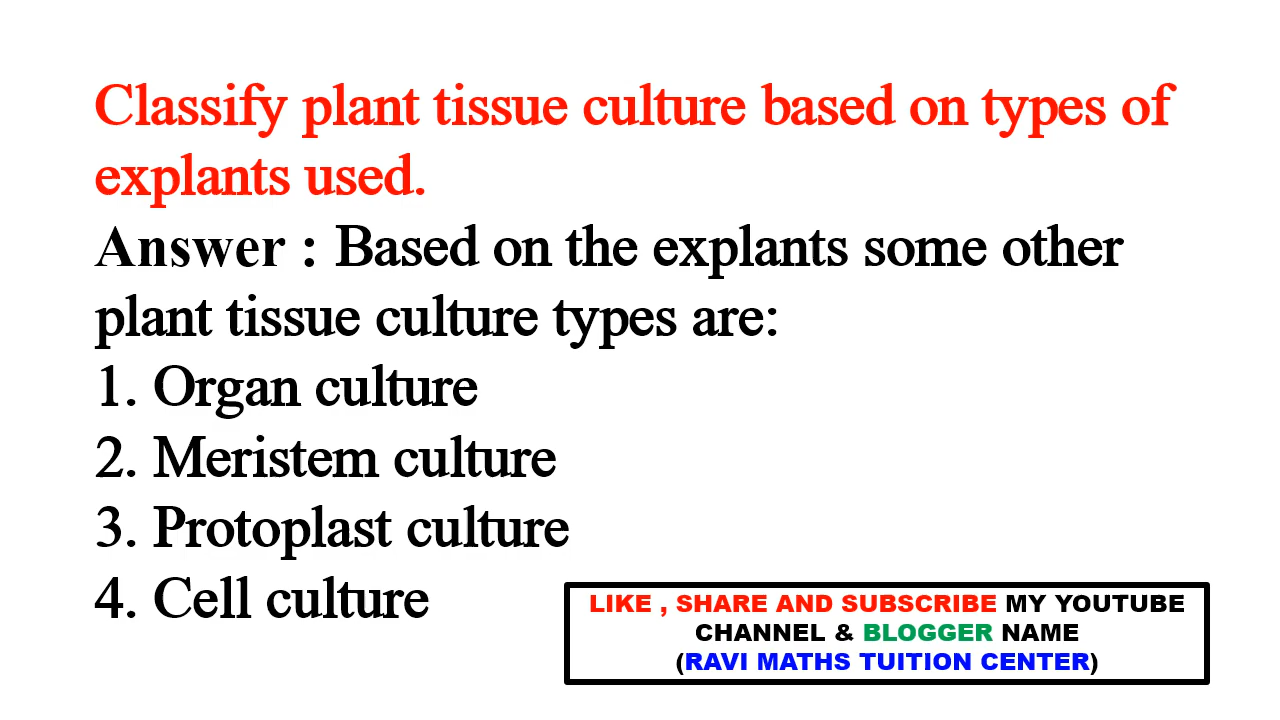 Classify plant tissue culture based on types of
explants used.
Answer : Based on the explants some other
plant tissue culture types are:
1. Organ culture
2. Meristem culture
3. Protoplast culture
4. Cell culture
LIKE , SHARE AND SUBSCRIBE MY YOUTUBE
CHANNEL & BLOGGER NAME
(RAVI MATHS TUITION CENTER)